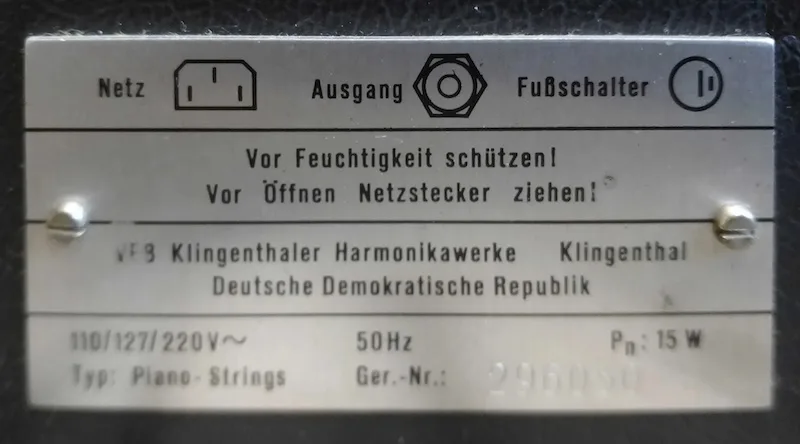 Netz Ausgang Fußschalter
Vor Feuchtigkeit schützen!
Vor Öffnen Netzstecker ziehen!
VEB Klingenthaler Harmonikawerke Klingenthal
Deutsche Demokratische Republik
110/127/220V~ 50Hz Pn: 15 W
Typ: Piano-Strings Ger.-Nr.: